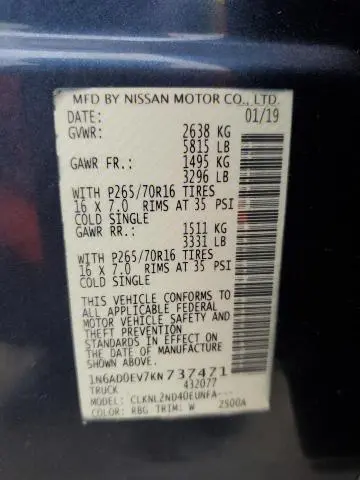 MFD BY NISSAN MOTOR CO., LTD.
DATE: 01/19
GVWR: 2638 KG
5815 LB
GAWR FR: 1495 KG
3296 LB
WITH P265/70R16 TIRES
16 X 7.0 RIMS AT 35 PSI
COLD SINGLE
GAWR RR: 1511 KG
3331 LB
WITH P265/70R16 TIRES
16 X 7.0 RIMS AT 35 PSI
COLD SINGLE
THIS VEHICLE CONFORMS TO
ALL APPLICABLE FEDERAL
MOTOR VEHICLE SAFETY AND
THEFT PREVENTION
STANDARDS IN EFFECT ON
THE DATE OF MANUFACTURE
SHOWN ABOVE.
1N6AD0EV7KN737471
TRUCK 432077
MODEL: CLKNL2ND4DEUNFA---
COLOR: RBG TRIM: W 2500A